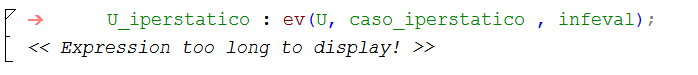 → U_iperstatico : ev(U, caso_iperstatico , infeval);
<< Expression too long to display! >>